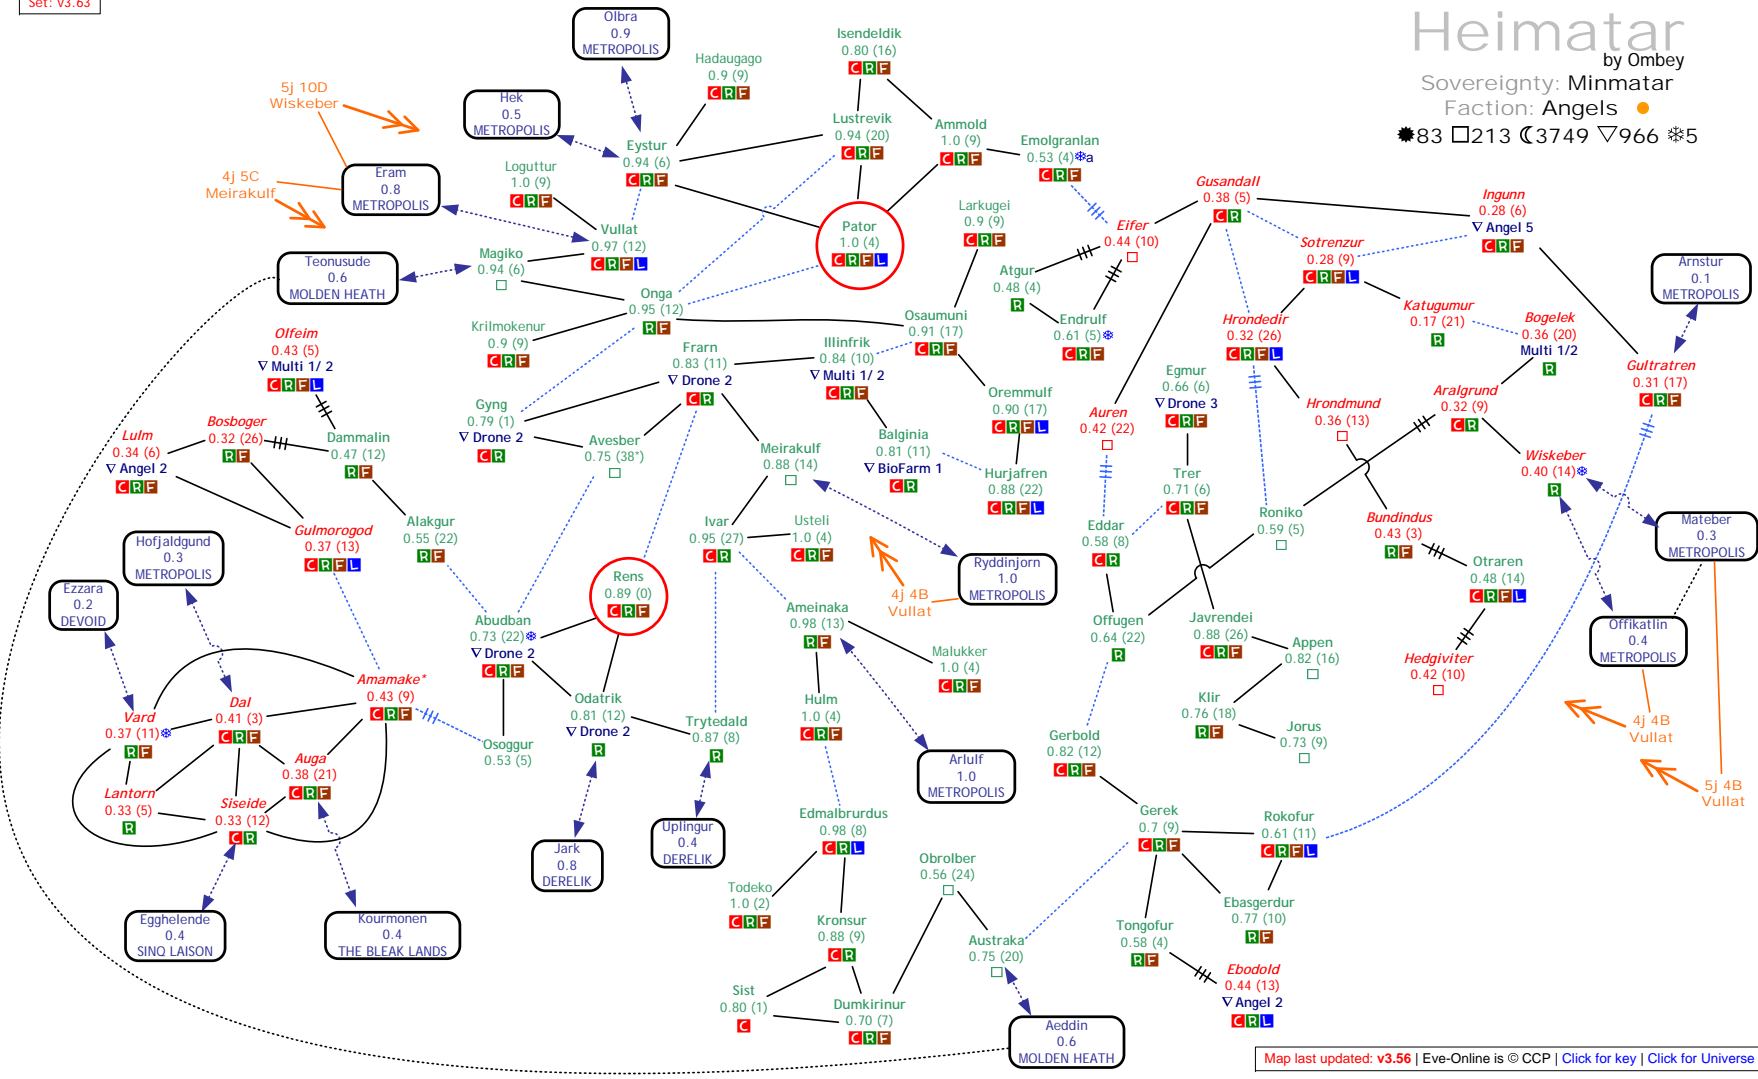 Set: v3.63
Heimatar
by Ombey
Sovereignty: Minmatar
Faction: Angels
83 213 3749 966 5
Olbra
0.9
METROPOLIS
Isendeldik
0.80 (16)
C R F
Hadaugago
0.9 (9)
C R F
5j 10D
Wiskeber
Hek
0.5
METROPOLIS
Lustrevik
0.94 (20)
C R F
Ammold
1.0 (9)
C R F
Emolgranlan
0.53 (4) a
C R F
Eystur
0.94 (6)
C R F
Loguttur
1.0 (9)
C R F
4j 5C
Meirakulf
Eram
0.8
METROPOLIS
Gusandall
0.38 (5)
C R
Ingunn
0.28 (6)
Angel 5
C R F
Larkugei
0.9 (9)
C R F
Eifer
0.44 (10)
Pator
1.0 (4)
C R F L
Vullat
0.97 (12)
C R F L
Sotrenzur
0.28 (9)
C R F L
Magiko
0.94 (6)
Teonusude
0.6
MOLDEN HEATH
Arnstur
0.1
METROPOLIS
Atgur
0.48 (4)
R
Onga
0.95 (12)
R F
Katugumur
0.17 (21)
R
Bogelek
0.36 (20)
Multi 1/2
R
Osaumuni
0.91 (17)
C R F
Endrulf
0.61 (5)
C R F
Hrondedir
0.32 (26)
C R F L
Krilmokenur
0.9 (9)
C R F
Olfeim
0.43 (5)
Multi 1/ 2
C R F L
Frarn
0.83 (11)
Drone 2
C R
Illinfrik
0.84 (10)
Multi 1/ 2
C R F
Gultratren
0.31 (17)
C R F
Egmur
0.66 (6)
Drone 3
C R F
Oremmulf
0.90 (17)
C R F L
Aralgrund
0.32 (9)
C R
Hrondmund
0.36 (13)
Gyng
0.79 (1)
Drone 2
C R
Auren
0.42 (22)
Bosboger
0.32 (26)
R F
Lulm
0.34 (6)
Angel 2
C R F
Dammalin
0.47 (12)
R F
Avesber
0.75 (38*)
Meirakulf
0.88 (14)
Balginia
0.81 (11)
BioFarm 1
C R
Wiskeber
0.40 (14)
R
Hurjafren
0.88 (22)
C R F L
Trer
0.71 (6)
C R F
Roniko
0.59 (5)
Bundindus
0.43 (3)
R F
Mateber
0.3
METROPOLIS
Alakgur
0.55 (22)
R F
Ivar
0.95 (27)
C R
Usteli
1.0 (4)
C R F
Eddar
0.58 (8)
C R
Gulmorogod
0.37 (13)
C R F L
Hofjaldgund
0.3
METROPOLIS
Ryddinjorn
1.0
METROPOLIS
Otraren
0.48 (14)
C R F L
Rens
0.89 (0)
C R F
Ezzara
0.2
DEVOID
4j 4B
Vullat
Ameinaka
0.98 (13)
R F
Abudban
0.73 (22)
Drone 2
C R F
Offugen
0.64 (22)
R
Javrendei
0.88 (26)
C R F
Offikatlin
0.4
METROPOLIS
Appen
0.82 (16)
Malukker
1.0 (4)
C R F
Hedgiviter
0.42 (10)
Amamake*
0.43 (9)
C R F
Dal
0.41 (3)
C R F
Vard
0.37 (11)
R F
Odatrik
0.81 (12)
Drone 2
R
Hulm
1.0 (4)
C R F
Klir
0.76 (18)
R F
Trytedald
0.87 (8)
R
Osoggur
0.53 (5)
4j 4B
Vullat
Jorus
0.73 (9)
Gerbold
0.82 (12)
C R F
Auga
0.38 (21)
C R F
Arlulf
1.0
METROPOLIS
Lantorn
0.33 (5)
R
Siseide
0.33 (12)
C R
5j 4B
Vullat
Edmalbrurdus
0.98 (8)
C R L
Gerek
0.7 (9)
C R F
Rokofur
0.61 (11)
C R F L
Uplingur
0.4
DERELIK
Jark
0.8
DERELIK
Obrolber
0.56 (24)
Todeko
1.0 (2)
C R F
Ebasgerdur
0.77 (10)
R F
Egghelende
0.4
SINQ LAISON
Kourmonen
0.4
THE BLEAK LANDS
Kronsur
0.88 (9)
C R
Tongofur
0.58 (4)
R F
Austraka
0.75 (20)
Ebodold
0.44 (13)
Angel 2
C R L
Sist
0.80 (1)
C
Dumkirinur
0.70 (7)
C R F
Aeddin
0.6
MOLDEN HEATH
Map last updated: v3.56 | Eve-Online is © CCP | Click for key | Click for Universe